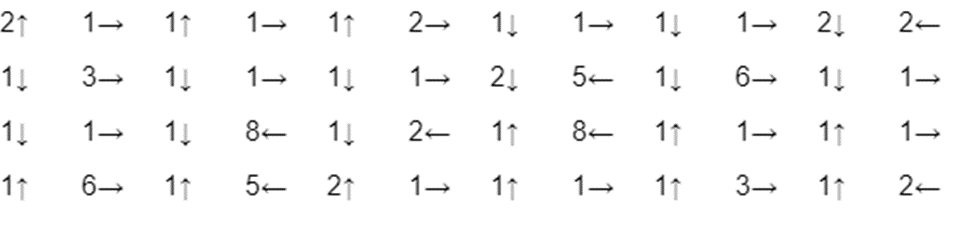 2↑ 1→ 1↑ 1→ 1↑ 2→ 1↓ 1→ 1↓ 1→ 2↓ 2←
1↓ 3→ 1↓ 1→ 1↓ 1→ 2↓ 5← 1↓ 6→ 1↓ 1→
1↓ 1→ 1↓ 8← 1↓ 2← 1↑ 8← 1↑ 1→ 1↑ 1→
1↑ 6→ 1↑ 5← 2↑ 1→ 1↑ 1→ 1↑ 3→ 1↑ 2←